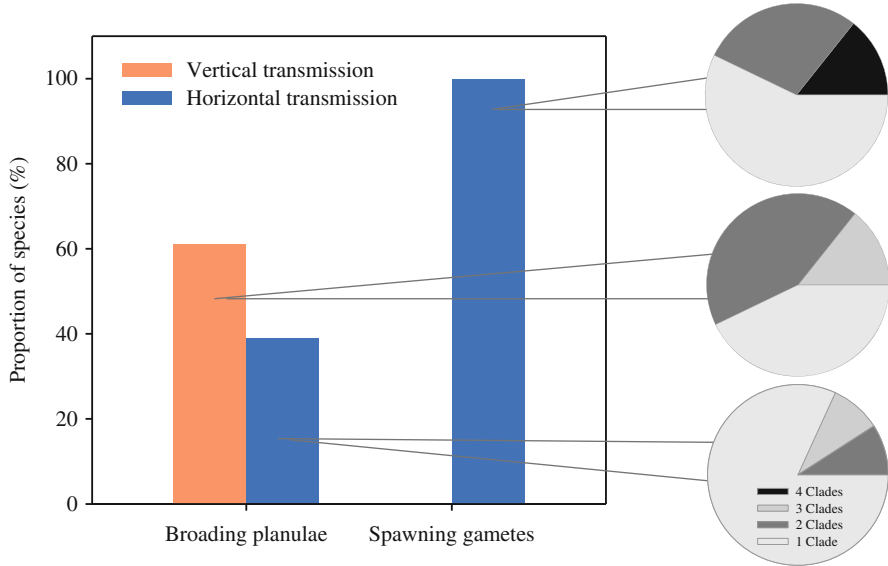 Vertical transmission
Horizontal transmission
Proportion of species (%)
100
80
60
40
20
0
Broading planulae
Spawning gametes
4 Clades
3 Clades
2 Clades
1 Clade